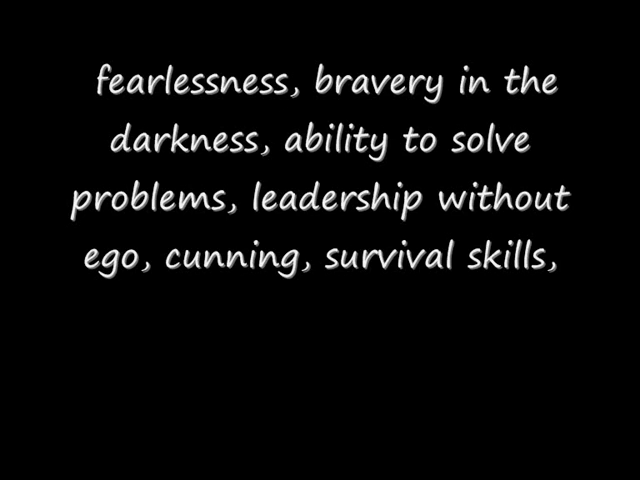 fearlessness, bravery in the
darkness, ability to solve
problems, leadership without
ego, cunning, survival skills,